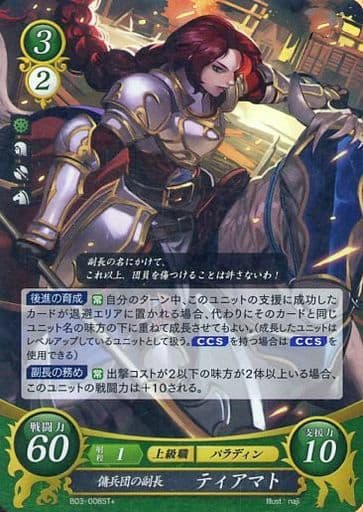 3
2
副長の名にかけて、
これ以上、団員を傷つけることは許さないわ!
後進の育成 常 自分のターン中、このユニットの支援に成功した
カードが退避エリアに置かれる場合、代わりにそのカードを同じ
ユニット名の味方の下に重ねて成長させてもよい。(成長したユニットは
レベルアップしているユニットとして扱う。CCSを持つ場合はCCSを
使用できる)
副長の務め 常 出撃コストが2以下の味方が2体以上いる場合、
このユニットの戦闘力は+10される。
戦闘力
60
射程 1 上級職 パラディン
支援力
10
傭兵団の副長 ティアマト
B03-008ST+
Illust:naji